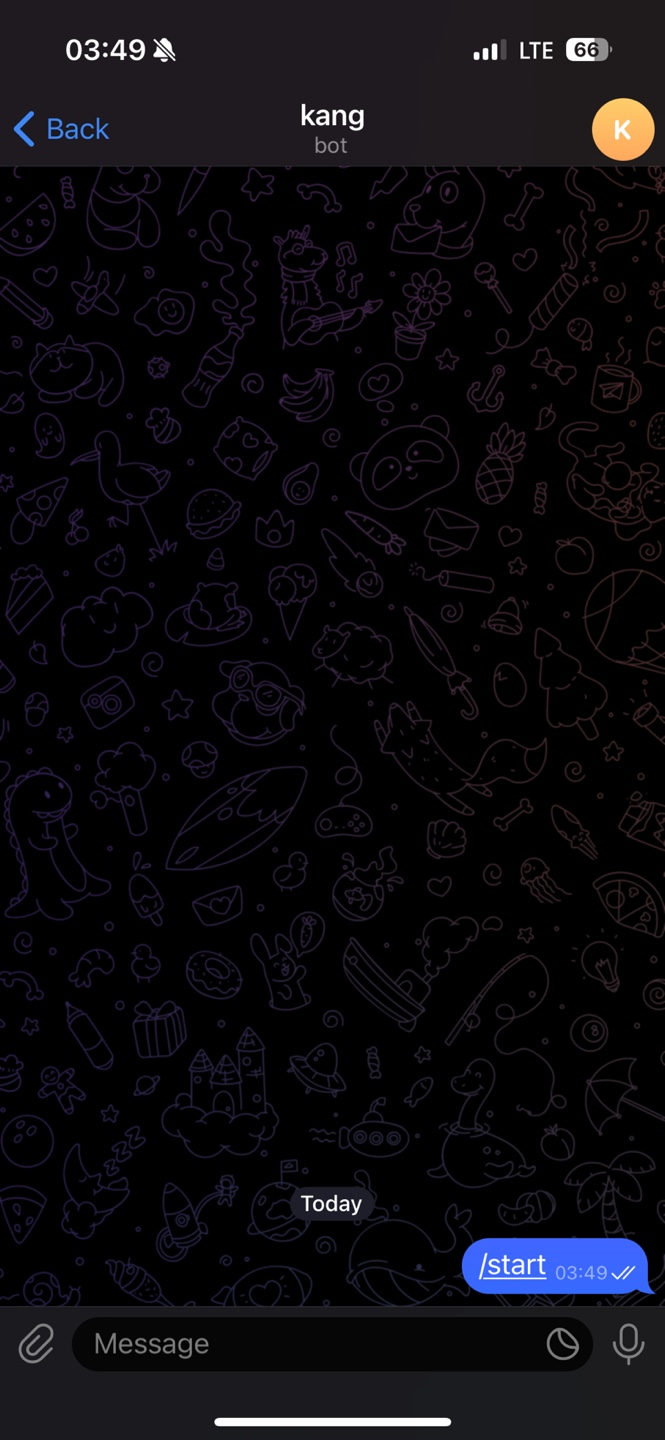 03:49
LTE 66
Back
kang
bot
K
Today
/start 03:49
Message